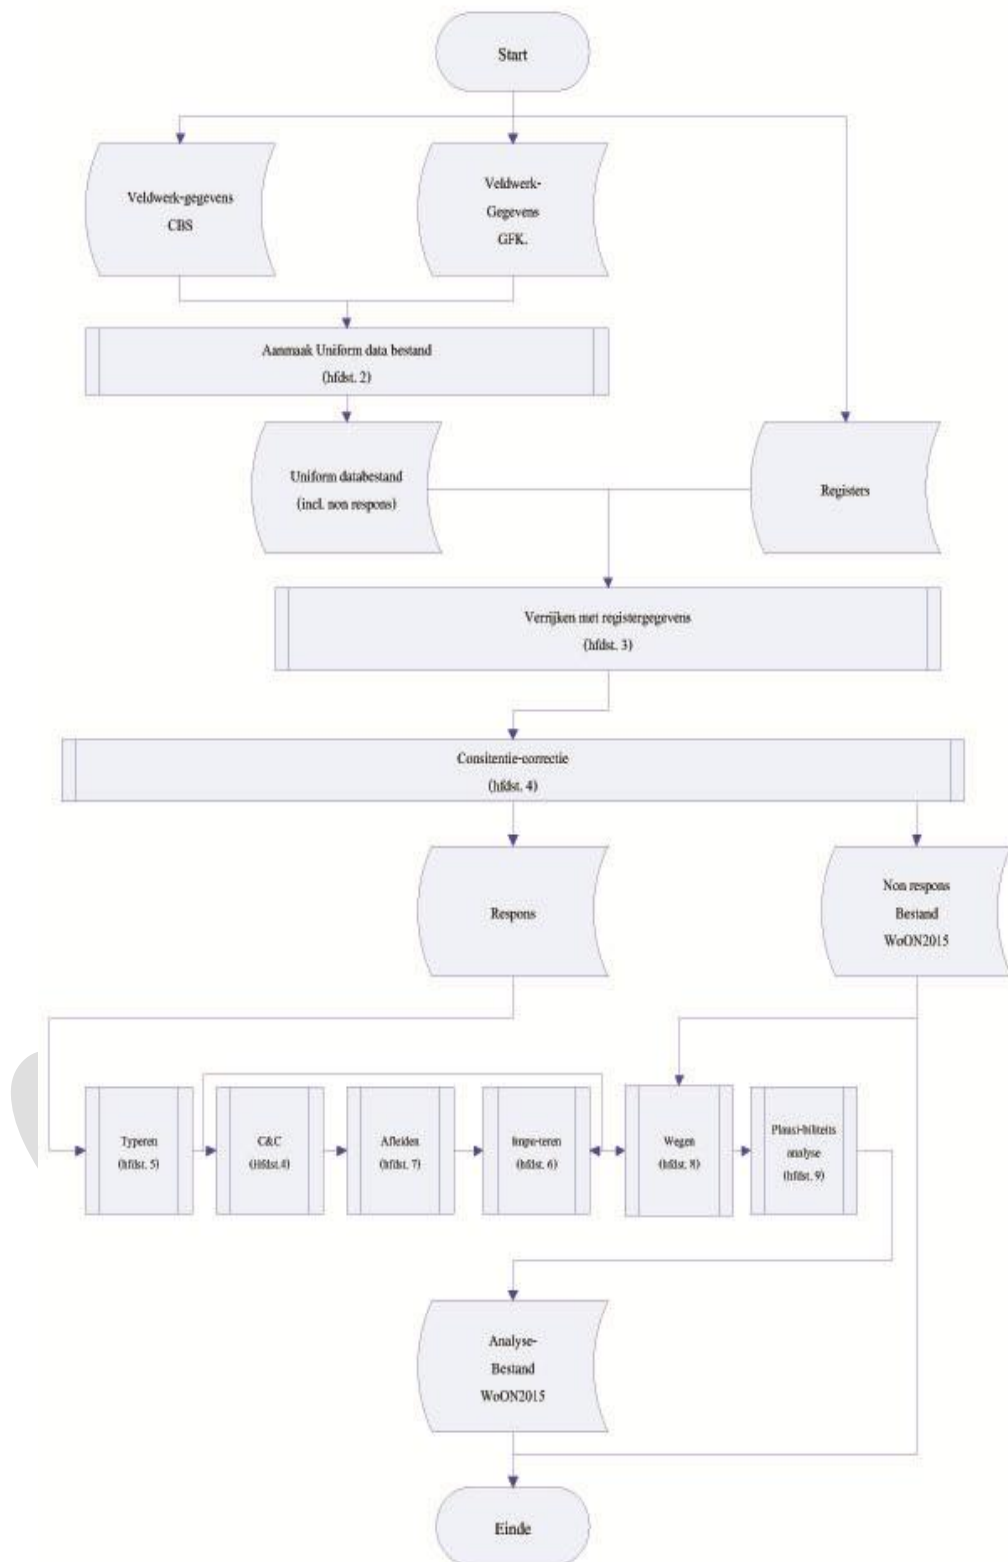 Start
Veldwerk-gegevens
CBS
Veldwerk-
Gegevens
GFK.
Aanmaak Uniform data bestand
(hfdst. 2)
Uniform databestand
(incl. non respons)
Registers
Verrijken met registergegevens
(hfdst. 3)
Consitentie-correctie
(hfdst. 4)
Respons
Non respons
Bestand
WoON2015
Typeren
(hfdst. 5)
C&C
(Hfdst.4)
Afleiden
(hfdst. 7)
Impu-teren
(hfdst. 6)
Wegen
(hfdst. 8)
Plausi-biliteits
analyse
(hfdst. 9)
Analyse-
Bestand
WoON2015
Einde